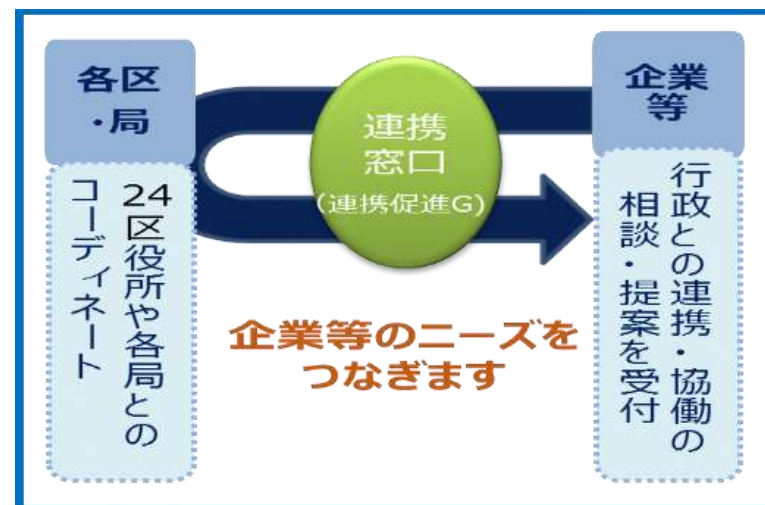 各区
・局
24区役所や各局との
コーディネート
連携
窓口
(連携促進G)
企業等のニーズを
つなぎます
企業
等
行政との連携・協働の
相談・提案を受付